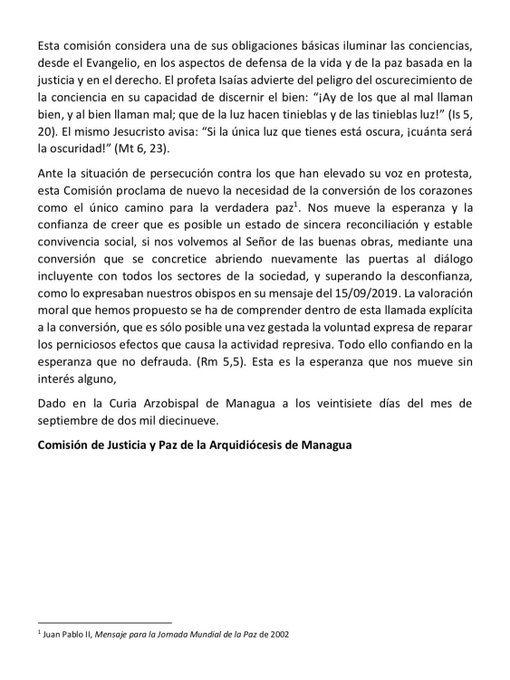 Esta comisión considera una de sus obligaciones básicas iluminar las conciencias,
desde el Evangelio, en los aspectos de defensa de la vida y de la paz basada en la
justicia y en el derecho. El profeta Isaías advierte del peligro del oscurecimiento de
la conciencia en su capacidad de discernir el bien: “¡Ay de los que al mal llaman
bien, y al bien llaman mal; que de la luz hacen tinieblas y de las tinieblas luz!” (Is 5,
20). El mismo Jesucristo avisa: “Si la única luz que tienes está oscura, ¡cuánta será
la oscuridad!” (Mt 6, 23).
Ante la situación de persecución contra los que han elevado su voz en protesta,
esta Comisión proclama de nuevo la necesidad de la conversión de los corazones
como el único camino para la verdadera paz¹. Nos mueve la esperanza y la
confianza de creer que es posible un estado de sincera reconciliación y estable
convivencia social, si nos volvemos al Señor de las buenas obras, mediante una
conversión que se concretice abriendo nuevamente las puertas al diálogo
incluyente con todos los sectores de la sociedad, y superando la desconfianza,
como lo expresaban nuestros obispos en su mensaje del 15/09/2019. La valoración
moral que hemos propuesto se ha de comprender dentro de esta llamada explícita
a la conversión, que es sólo posible una vez gestada la voluntad expresa de reparar
los perniciosos efectos que causa la actividad represiva. Todo ello confiando en la
esperanza que no defrauda. (Rm 5,5). Esta es la esperanza que nos mueve sin
interés alguno,
Dado en la Curia Arzobispal de Managua a los veintisiete días del mes de
septiembre de dos mil diecinueve.
Comisión de Justicia y Paz de la Arquidiócesis de Managua
¹ Juan Pablo II, Mensaje para la Jornada Mundial de la Paz de 2002